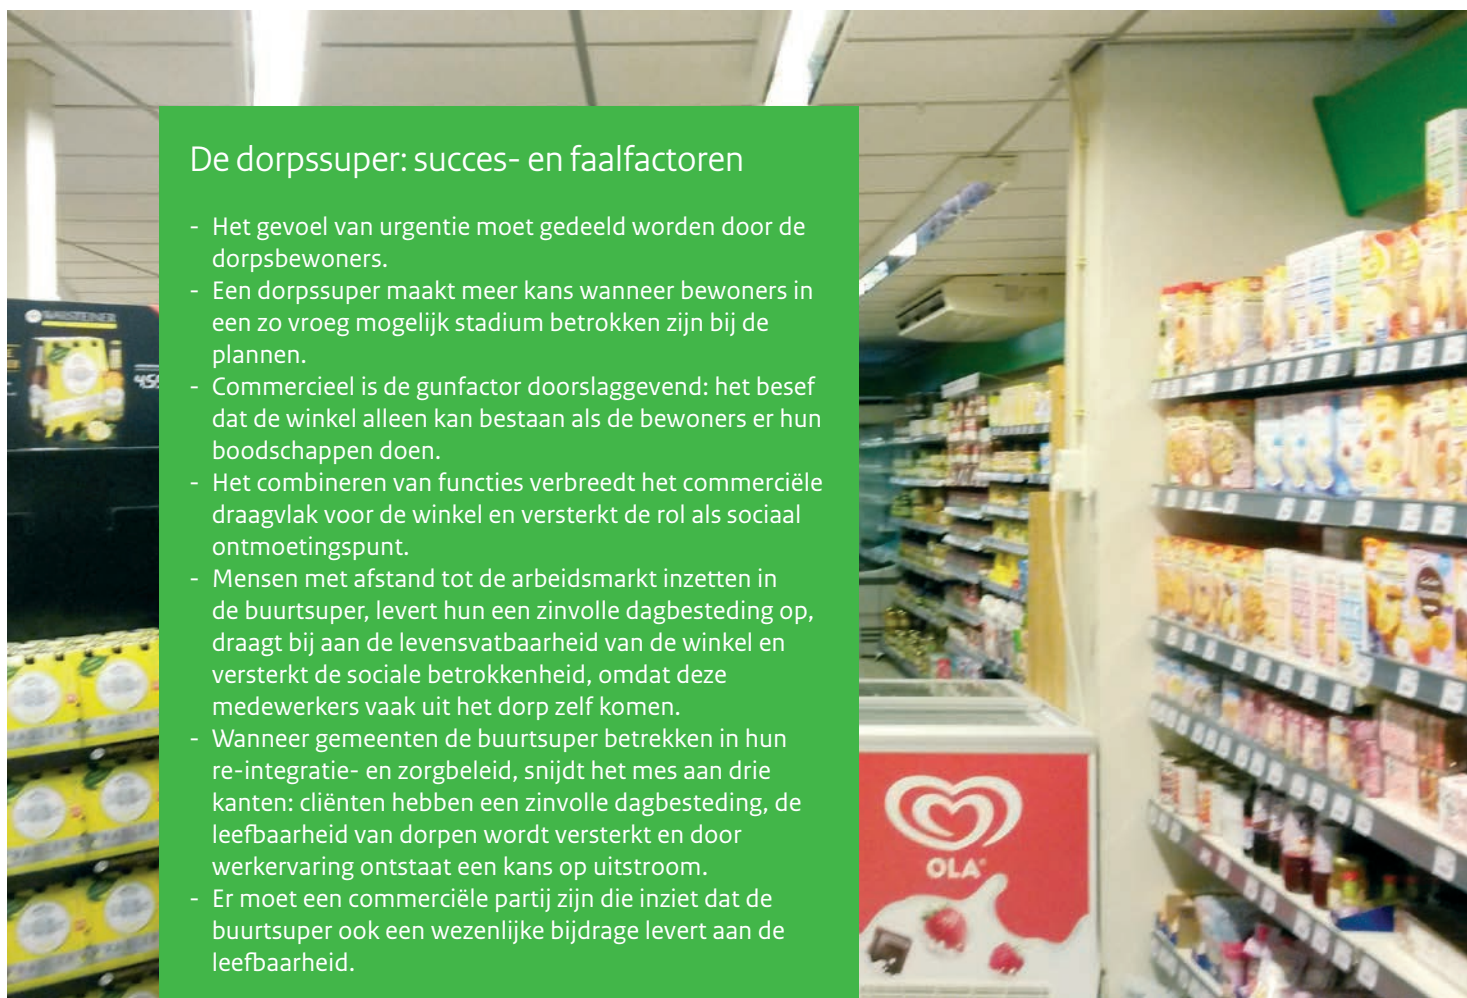 De dorpssuper: succes- en faalfactoren
- Het gevoel van urgentie moet gedeeld worden door de
dorpsbewoners.
- Een dorpssuper maakt meer kans wanneer bewoners in
een zo vroeg mogelijk stadium betrokken zijn bij de
plannen.
- Commercieel is de gunfactor doorslaggevend: het besef
dat de winkel alleen kan bestaan als de bewoners er hun
boodschappen doen.
- Het combineren van functies verbreedt het commerciële
draagvlak voor de winkel en versterkt de rol als sociaal
ontmoetingspunt.
- Mensen met afstand tot de arbeidsmarkt inzetten in
de buurtsuper, levert hun een zinvolle dagbesteding op,
draagt bij aan de levensvatbaarheid van de winkel en
versterkt de sociale betrokkenheid, omdat deze
medewerkers vaak uit het dorp zelf komen.
- Wanneer gemeenten de buurtsuper betrekken in hun
re-integratie- en zorgbeleid, snijdt het mes aan drie
kanten: cliënten hebben een zinvolle dagbesteding, de
leefbaarheid van dorpen wordt versterkt en door
werkervaring ontstaat een kans op uitstroom.
- Er moet een commerciële partij zijn die inziet dat de
buurtsuper ook een wezenlijke bijdrage levert aan de
leefbaarheid.
OLA